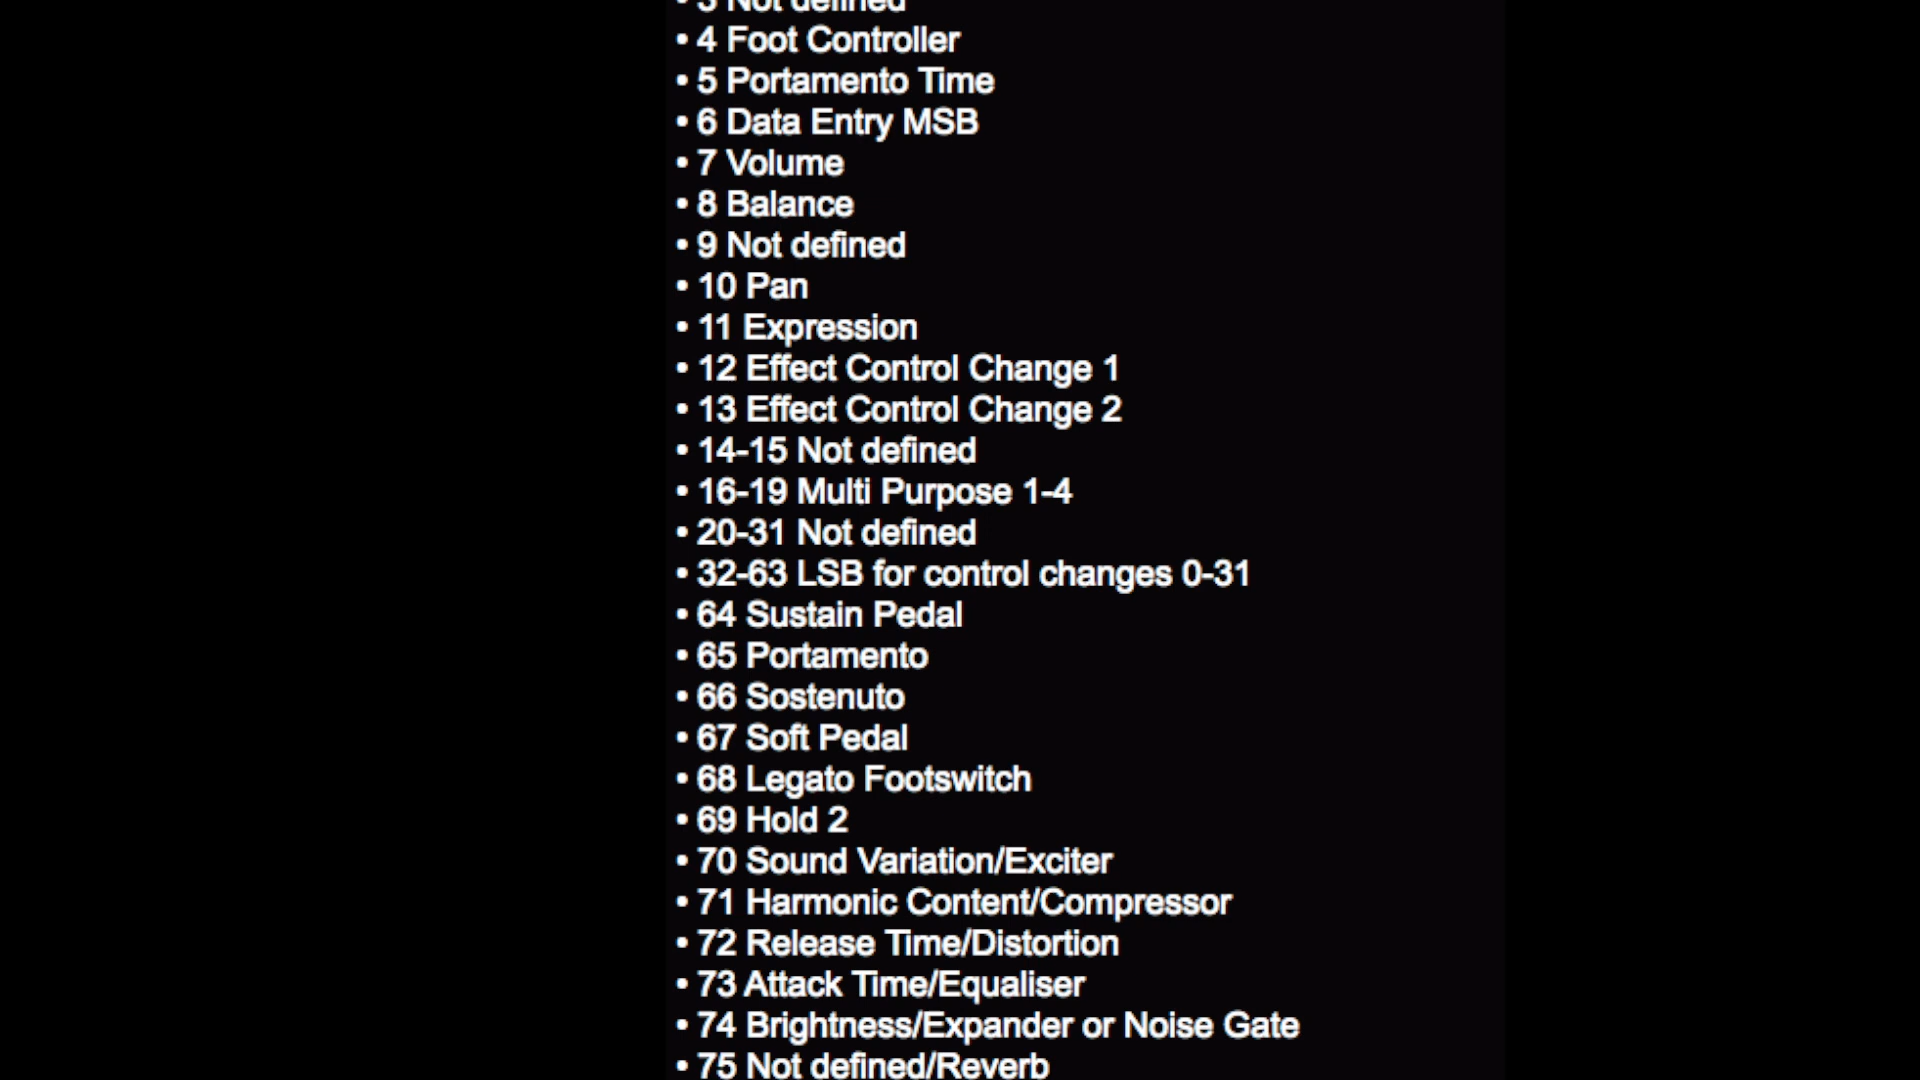 • 3 Not defined
• 4 Foot Controller
• 5 Portamento Time
• 6 Data Entry MSB
• 7 Volume
• 8 Balance
• 9 Not defined
• 10 Pan
• 11 Expression
• 12 Effect Control Change 1
• 13 Effect Control Change 2
• 14-15 Not defined
• 16-19 Multi Purpose 1-4
• 20-31 Not defined
• 32-63 LSB for control changes 0-31
• 64 Sustain Pedal
• 65 Portamento
• 66 Sostenuto
• 67 Soft Pedal
• 68 Legato Footswitch
• 69 Hold 2
• 70 Sound Variation/Exciter
• 71 Harmonic Content/Compressor
• 72 Release Time/Distortion
• 73 Attack Time/Equaliser
• 74 Brightness/Expander or Noise Gate
• 75 Not defined/Reverb